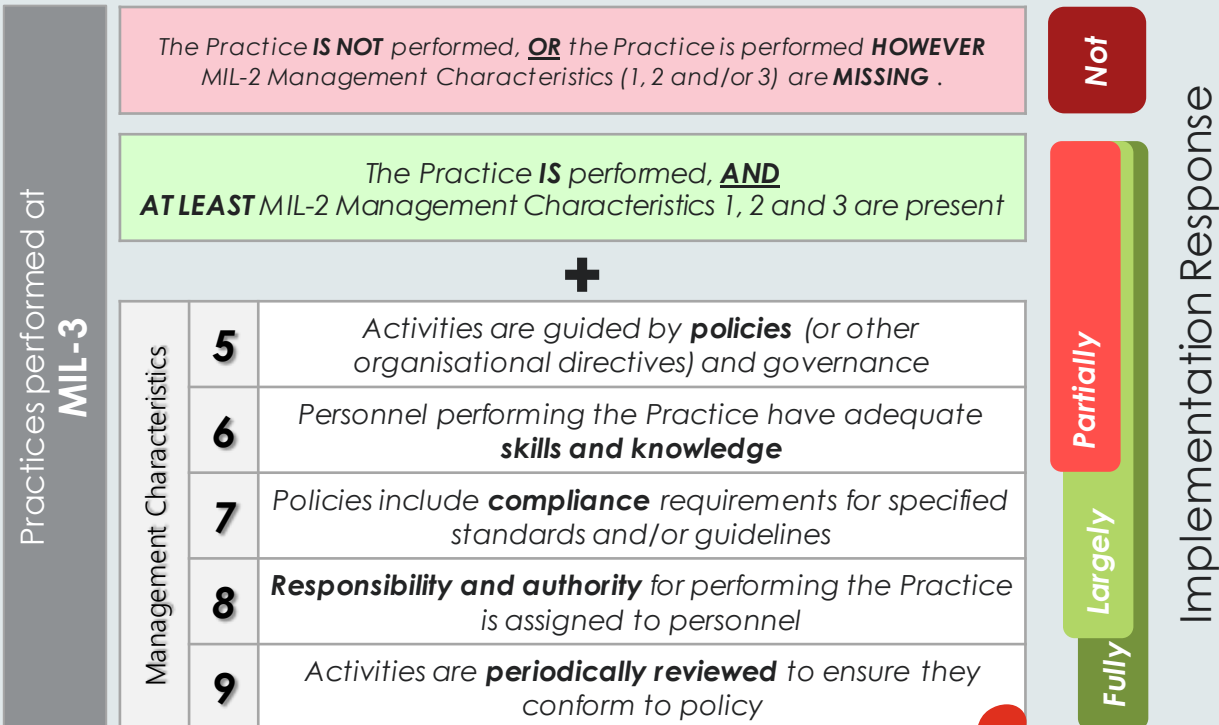 Practices performed at
MIL-3
The Practice IS NOT performed, OR the Practice is performed HOWEVER
MIL-2 Management Characteristics (1, 2 and/or 3) are MISSING .
Not
The Practice IS performed, AND
AT LEAST MIL-2 Management Characteristics 1, 2 and 3 are present
+
Management Characteristics
5
Activities are guided by policies (or other
organisational directives) and governance
6
Personnel performing the Practice have adequate
skills and knowledge
7
Policies include compliance requirements for specified
standards and/or guidelines
8
Responsibility and authority for performing the Practice
is assigned to personnel
9
Activities are periodically reviewed to ensure they
conform to policy
Partially
Largely
Fully
Implementation Response